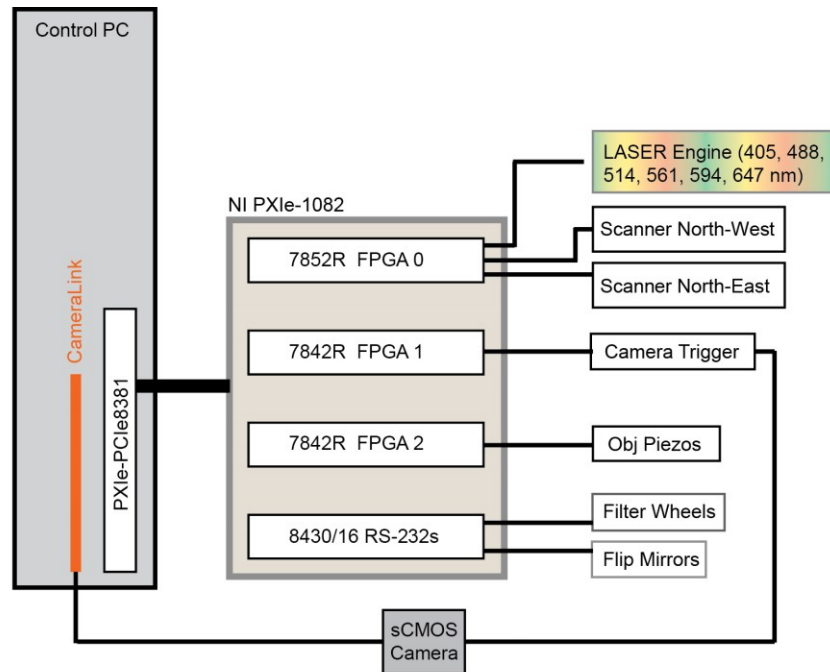 Control PC
CameraLink
PXIe-PCIe8381
NI PXIe-1082
7852R FPGA 0
7842R FPGA 1
7842R FPGA 2
8430/16 RS-232s
LASER Engine (405, 488,
514, 561, 594, 647 nm)
Scanner North-West
Scanner North-East
Camera Trigger
Obj Piezos
Filter Wheels
Flip Mirrors
sCMOS
Camera